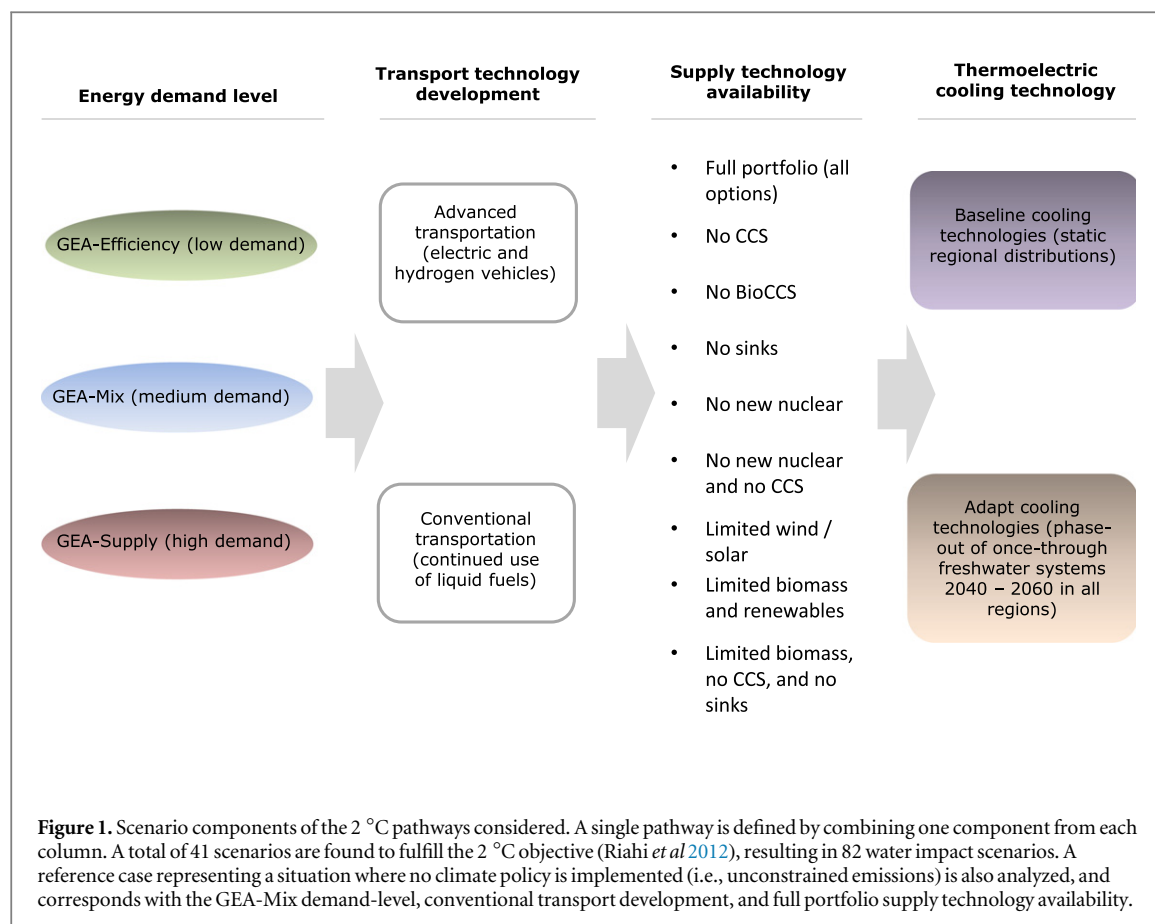 Energy demand level
Transport technology
development
Supply technology
availability
Thermoelectric
cooling technology
GEA-Efficiency (low demand)
GEA-Mix (medium demand)
GEA-Supply (high demand)
Advanced
transportation
(electric and
hydrogen vehicles)
Conventional
transportation
(continued use
of liquid fuels)
• Full portfolio (all
options)
• No CCS
• No BioCCS
• No sinks
• No new nuclear
• No new nuclear
and no CCS
• Limited wind /
solar
• Limited biomass
and renewables
• Limited biomass,
no CCS, and no
sinks
Baseline cooling
technologies (static
regional distributions)
Adapt cooling
technologies (phase-
out of once-through
freshwater systems
2040 – 2060 in all
regions)
Figure 1. Scenario components of the 2 °C pathways considered. A single pathway is defined by combining one component from each
column. A total of 41 scenarios are found to fulfill the 2 °C objective (Riahi et al 2012), resulting in 82 water impact scenarios. A
reference case representing a situation where no climate policy is implemented (i.e., unconstrained emissions) is also analyzed, and
corresponds with the GEA-Mix demand-level, conventional transport development, and full portfolio supply technology availability.